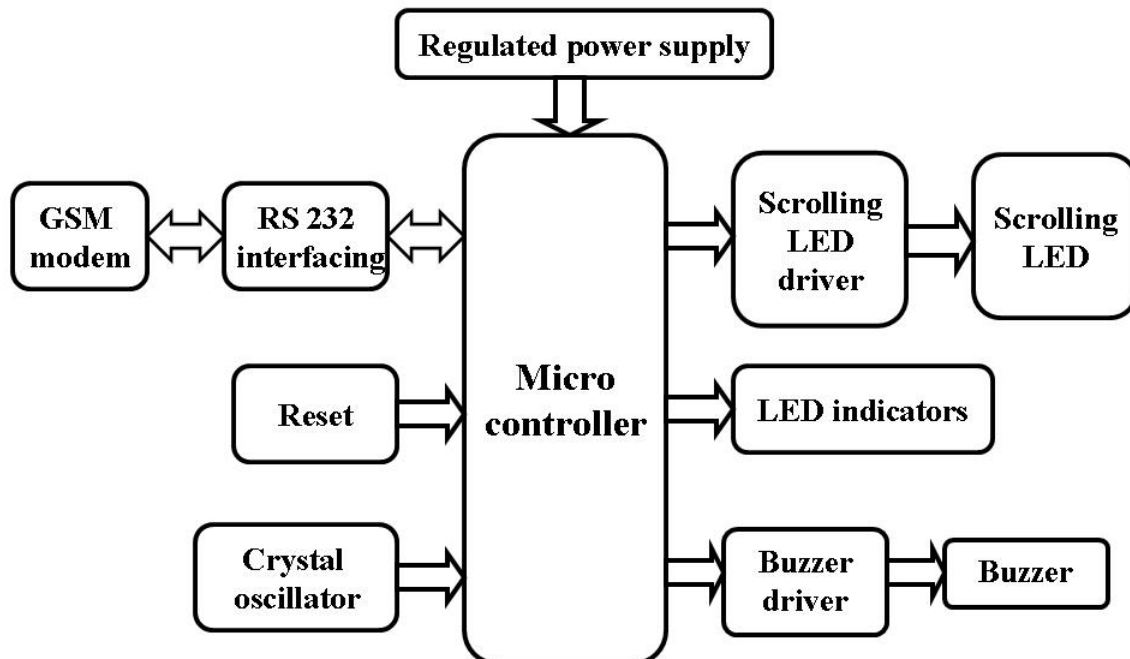 Regulated power supply
GSM
modem
RS 232
interfacing
Scrolling
LED
driver
Scrolling
LED
Micro
controller
Reset
LED indicators
Crystal
oscillator
Buzzer
driver
Buzzer